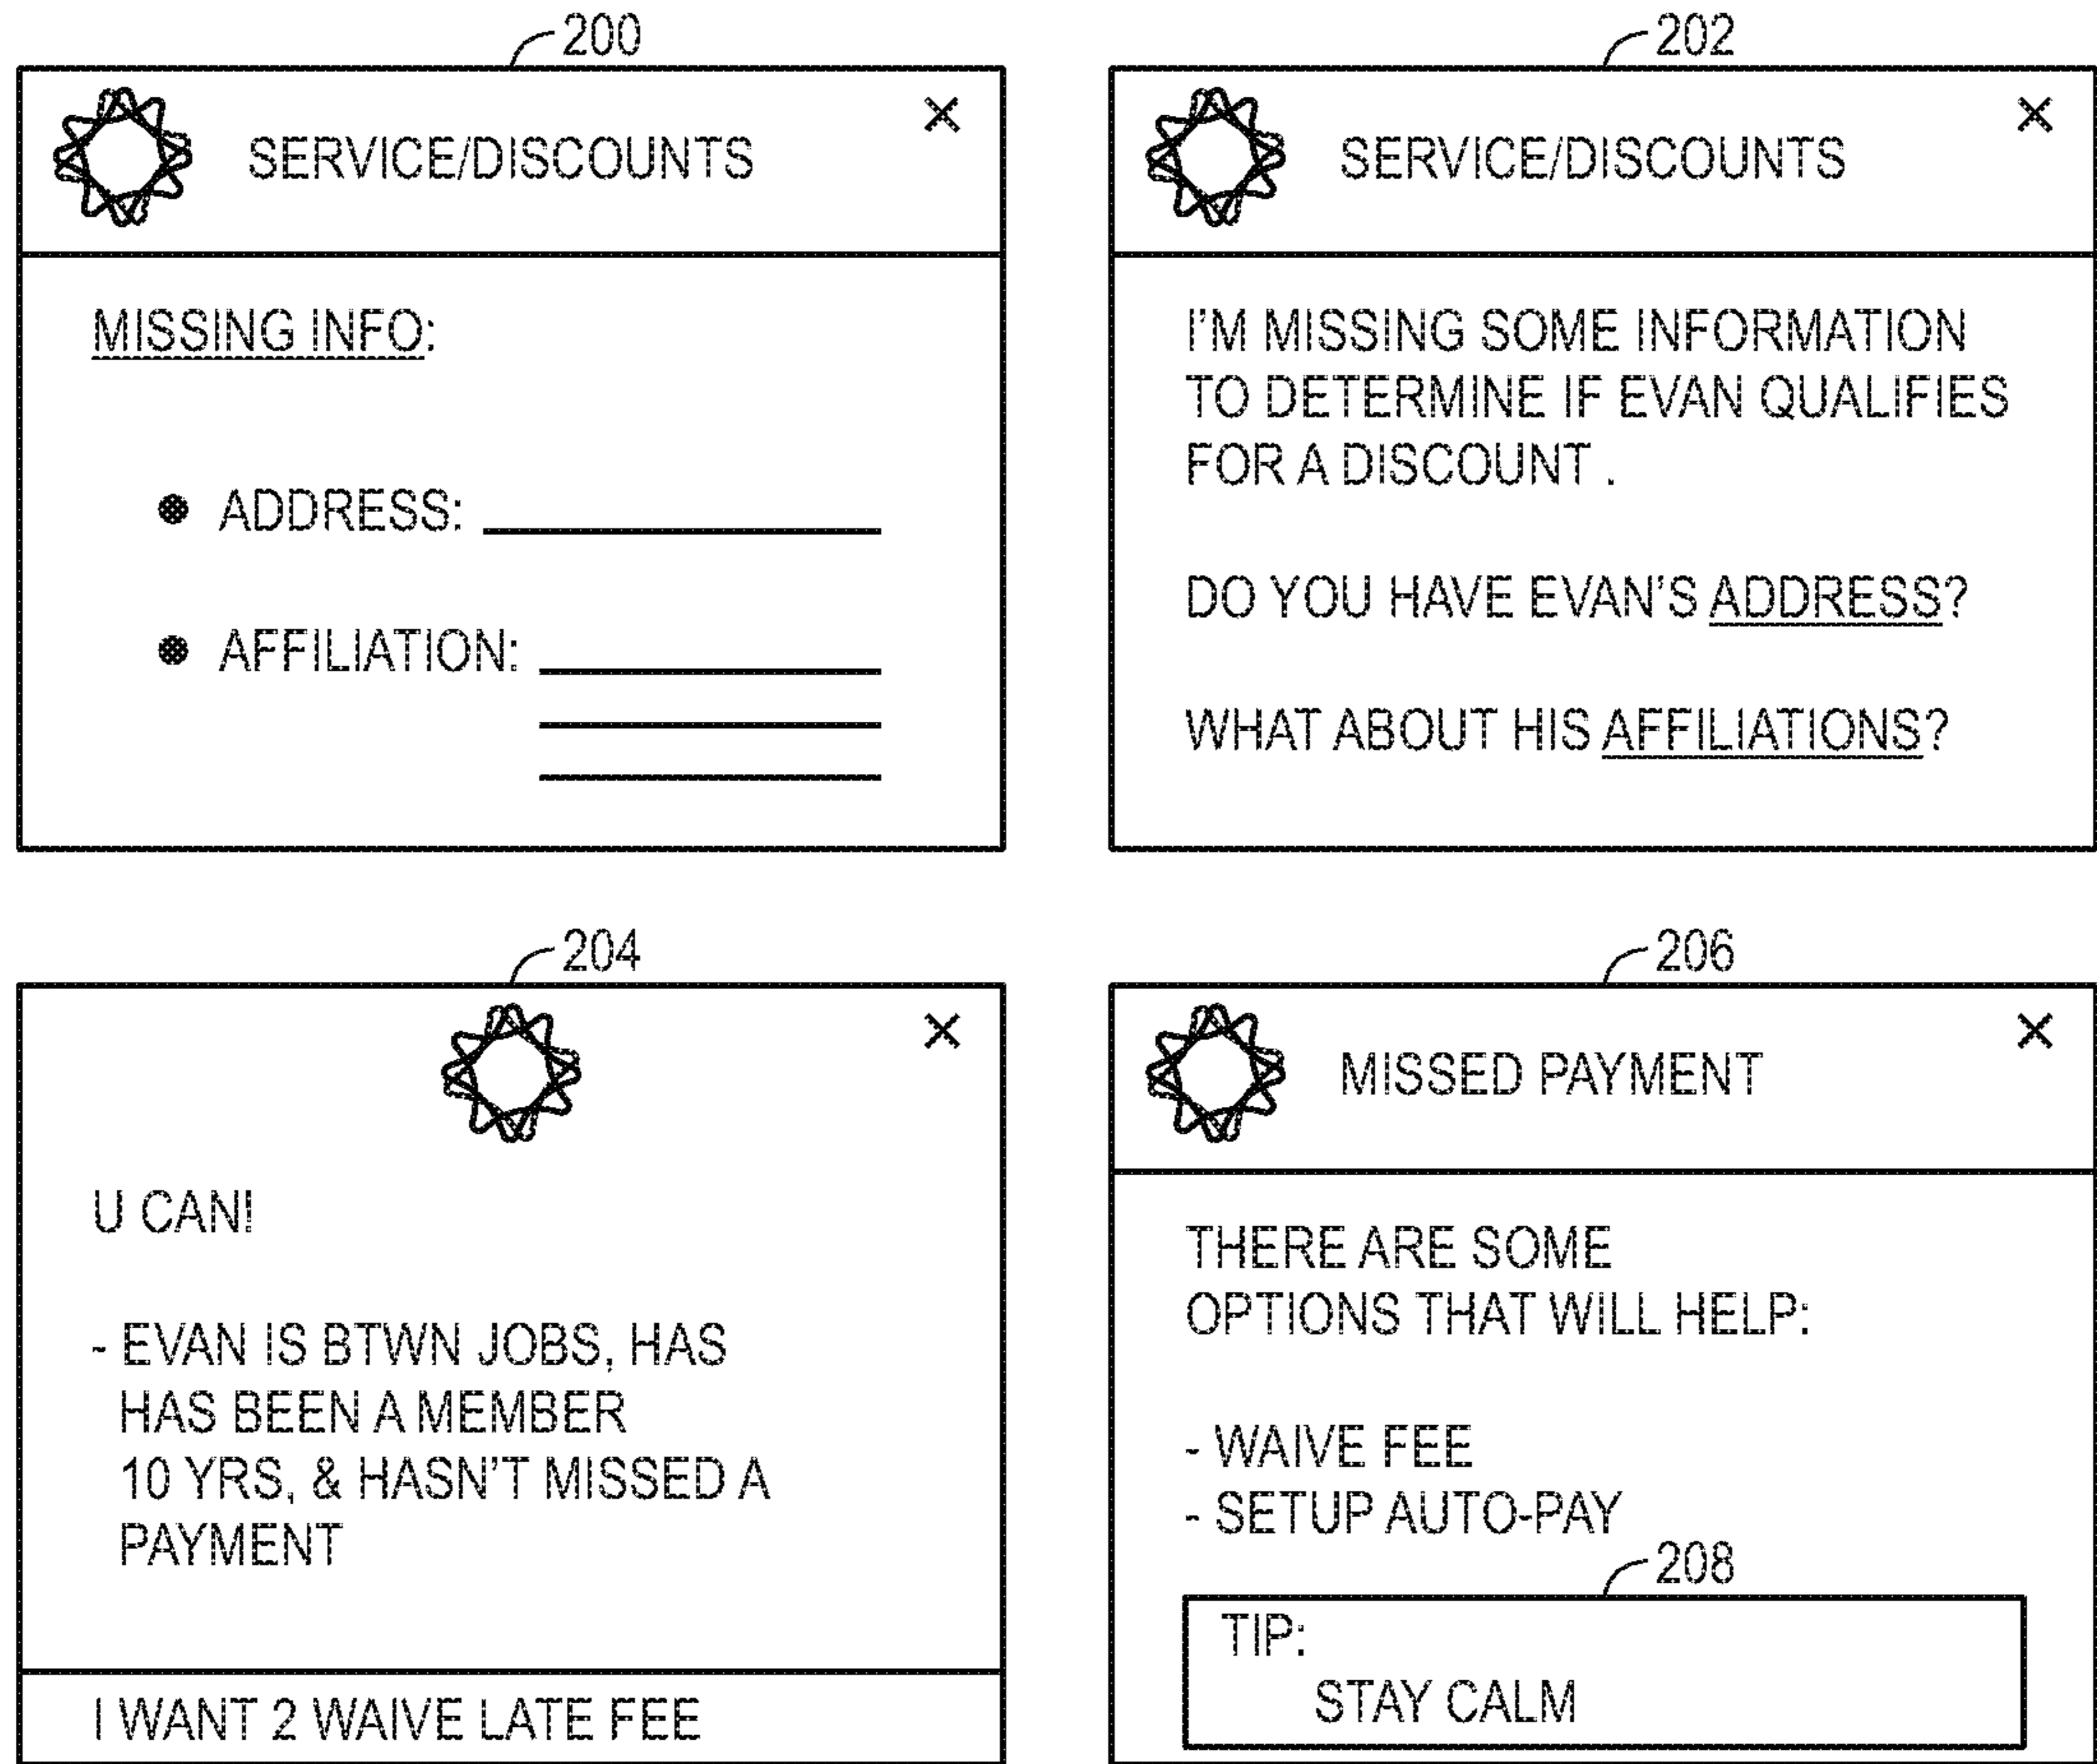 200
× 
SERVICE/DISCOUNTS
MISSING INFO:
● ADDRESS:
● AFFILIATION:
202
×
SERVICE/DISCOUNTS
I'M MISSING SOME INFORMATION
TO DETERMINE IF EVAN QUALIFIES
FOR A DISCOUNT .
DO YOU HAVE EVAN'S ADDRESS?
WHAT ABOUT HIS AFFILIATIONS?
204
×
U CAN!
- EVAN IS BTWN JOBS, HAS
HAS BEEN A MEMBER
10 YRS, & HASN'T MISSED A
PAYMENT
I WANT 2 WAIVE LATE FEE
206
×
MISSED PAYMENT
THERE ARE SOME
OPTIONS THAT WILL HELP:
- WAIVE FEE
- SETUP AUTO-PAY
208
TIP:
STAY CALM